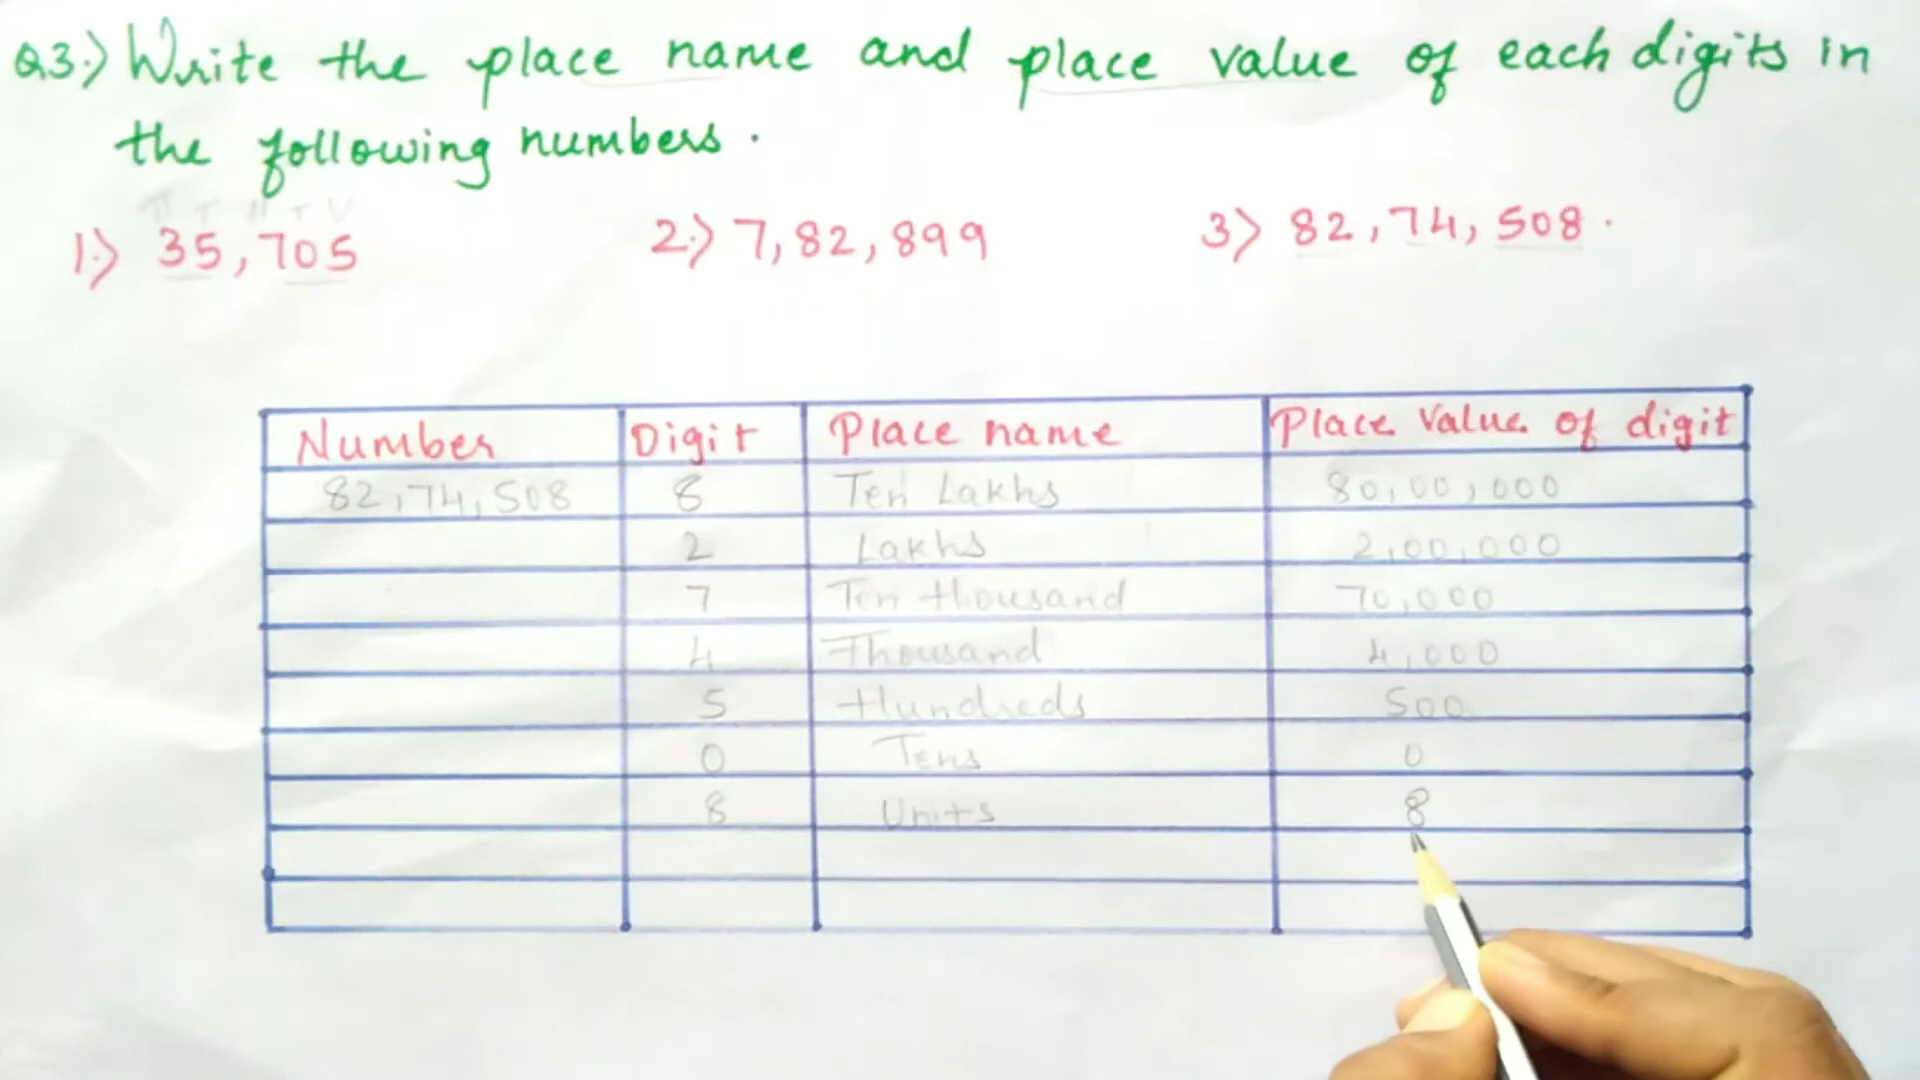 Q3.) Write the place name and place value of each digits in
the following numbers.
TT T H T U
1.) 35,705 2.) 7,82,899 3) 82,74,508.
Number Digit Place name Place Value of digit
82,74,508 8 Ten Lakhs 80,00,000
2 Lakhs 2,00,000
7 Ten thousand 70,000
4 Thousand 4,000
5 Hundreds 500
0 Tens 0
8 Units 8